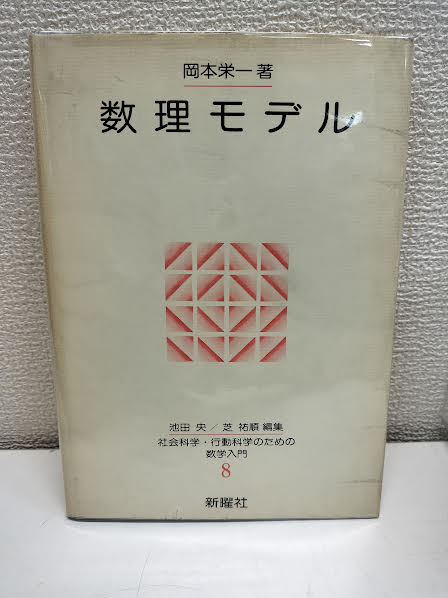 岡本栄一著
数理モデル
池田 央／芝 祐順 編集
社会科学・行動科学のための
数学入門
8
新曜社